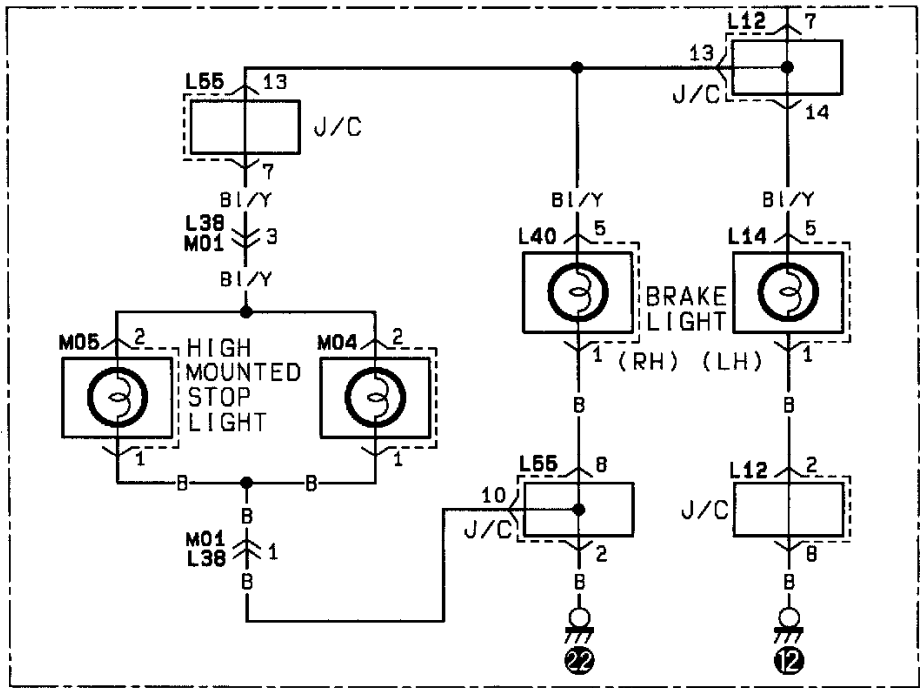 L12 7
13
J/C
14
L55 13
J/C
7
Bl/Y
Bl/Y
Bl/Y
L38
M01
3
L40 5
L14 5
Bl/Y
BRAKE
LIGHT
(RH) (LH)
1
1
M05 2
HIGH
MOUNTED
STOP
LIGHT
M04 2
1
1
B
B
B
B
B
L55 8
L12 2
10
J/C
J/C
M01
L38
1
2
8
B
B
B
22
12